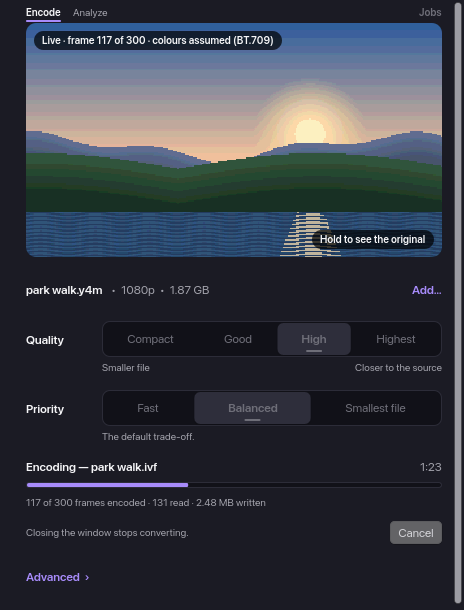 Encode Analyze Jobs
Live · frame 117 of 300 · colours assumed (BT.709)
Hold to see the original
park walk.y4m · 1080p · 1.87 GB Add...
Quality Compact Good High Highest
Smaller file Closer to the source
Priority Fast Balanced Smallest file
The default trade-off.
Encoding — park walk.ivf 1:23
117 of 300 frames encoded · 131 read · 2.48 MB written
Closing the window stops converting. Cancel
Advanced ›